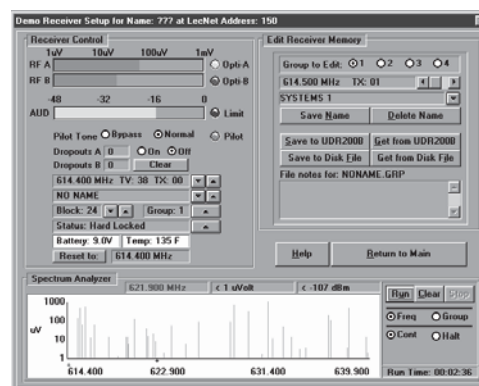 Demo Receiver Setup for Name: ??? at LecNet Address: 150
Receiver Control
1uV 10uV 100uV 1mV
RF A Opti-A
RF B Opti-B
-48 -32 -16 0
AUD Limit
Pilot Tone Bypass Normal Pilot
Dropouts A 0 On Off
Dropouts B 0 Clear
614.400 MHz TV: 38 TX: 00
NO NAME
Block: 24 Group: 1
Status: Hard Locked
Battery: 9.0V Temp: 135 F
Reset to: 614.400 MHz
Edit Receiver Memory
Group to Edit: 1 2 3 4
614.500 MHz TX: 01
SYSTEMS 1
Save Name Delete Name
Save to UDR200B Get from UDR200B
Save to Disk File Get from Disk File
File notes for: NONAME.GRP
Help Return to Main
Spectrum Analyzer
621.900 MHz < 1 uVolt < -107 dBm
Run Clear Stop
1000
100
uV
10
1
614.400 622.900 631.400 639.900
Freq Group
Cont Halt
Run Time: 00:02:36